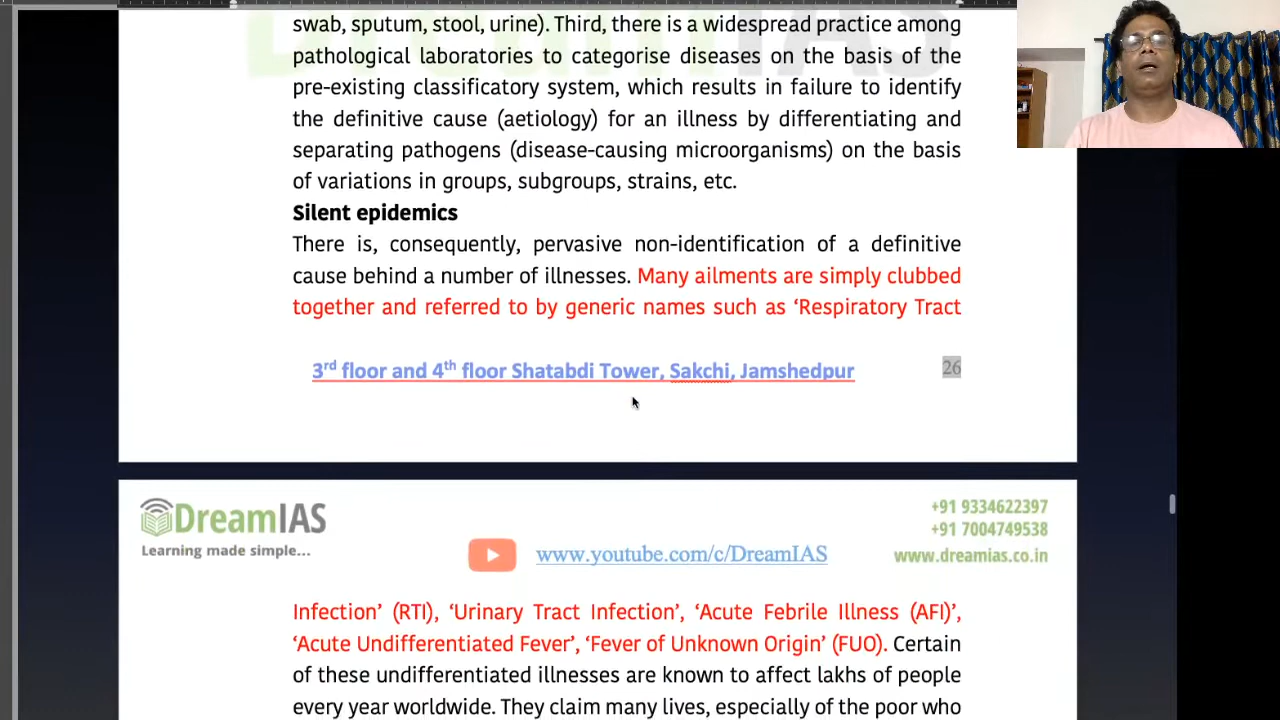 swab, sputum, stool, urine). Third, there is a widespread practice among
pathological laboratories to categorise diseases on the basis of the
pre-existing classificatory system, which results in failure to identify
the definitive cause (aetiology) for an illness by differentiating and
separating pathogens (disease-causing microorganisms) on the basis
of variations in groups, subgroups, strains, etc.
Silent epidemics
There is, consequently, pervasive non-identification of a definitive
cause behind a number of illnesses. Many ailments are simply clubbed
together and referred to by generic names such as ‘Respiratory Tract
3rd floor and 4th floor Shatabdi Tower, Sakchi, Jamshedpur
26
DreamIAS
Learning made simple...
www.youtube.com/c/DreamIAS
+91 9334622397
+91 7004749538
www.dreamias.co.in
Infection’ (RTI), ‘Urinary Tract Infection’, ‘Acute Febrile Illness (AFI)’,
‘Acute Undifferentiated Fever’, ‘Fever of Unknown Origin’ (FUO). Certain
of these undifferentiated illnesses are known to affect lakhs of people
every year worldwide. They claim many lives, especially of the poor who